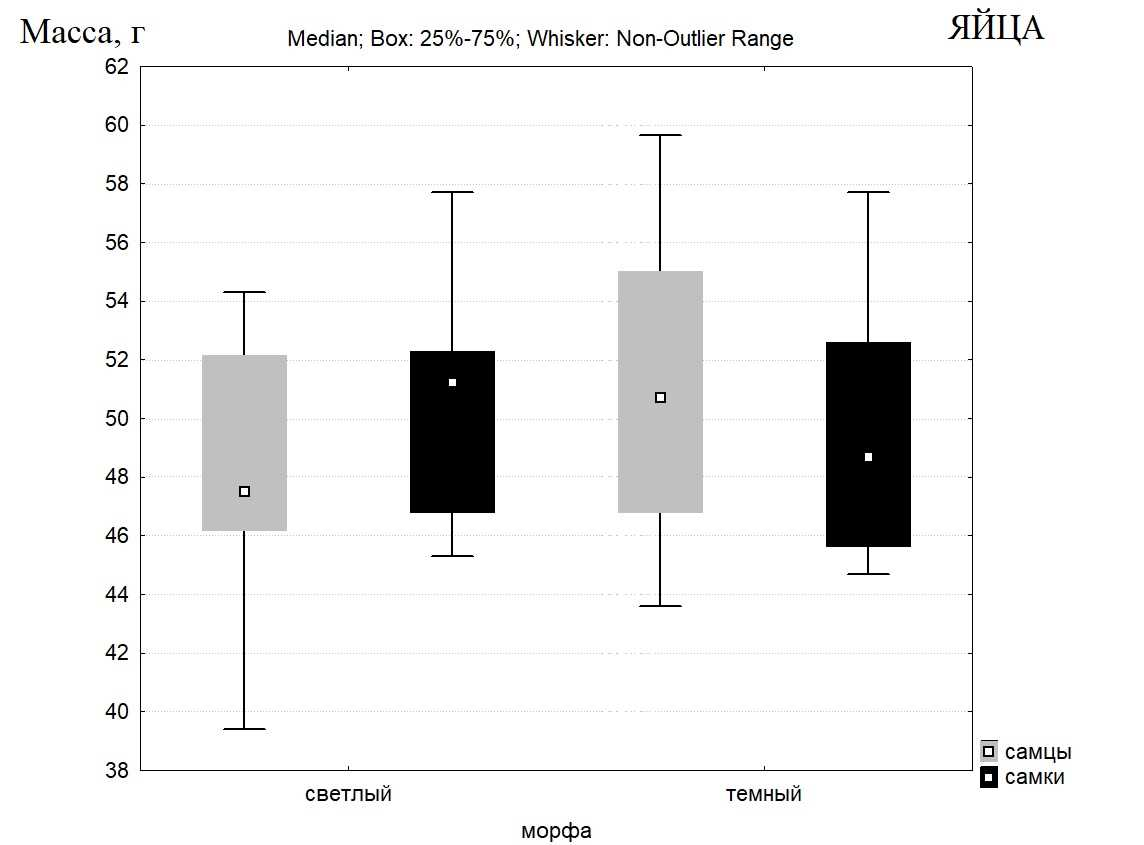 Масса, г
ЯЙЦА
Median; Box: 25%-75%; Whisker: Non-Outlier Range
62
60
58
56
54
52
50
48
46
44
42
40
38
светлый
темный
морфа
самцы
самки